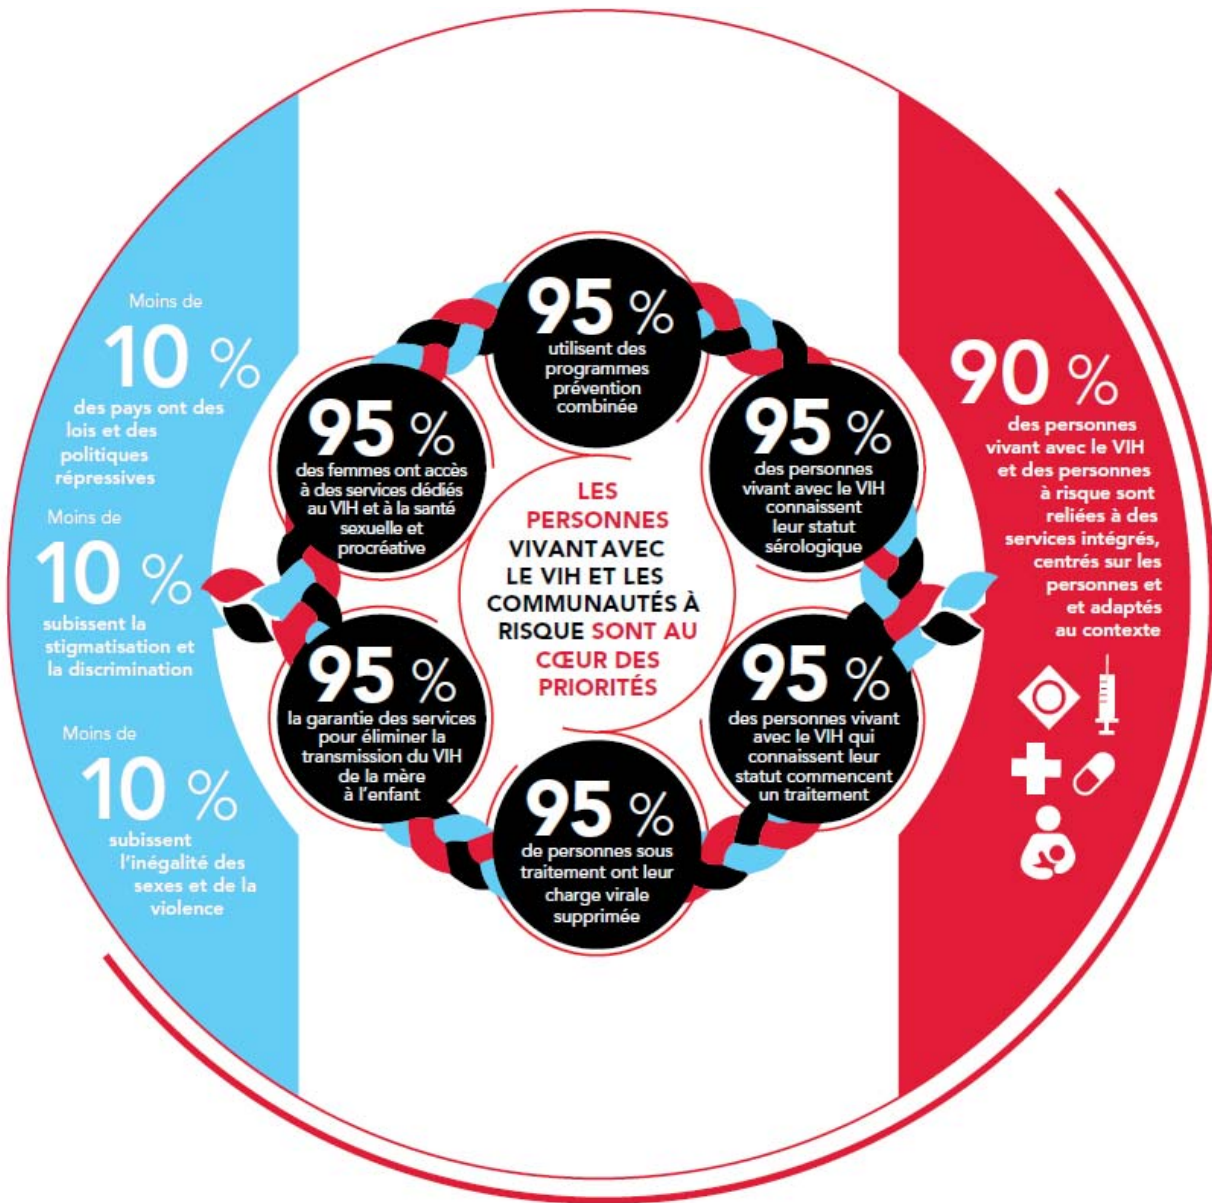 Moins de
10 %
des pays ont des
lois et des
politiques
répressives
Moins de
10 %
subissent la
stigmatisation et
la discrimination
Moins de
10 %
subissent
l'inégalité des
sexes et de la
violence
95 %
utilisent des
programmes
prévention
combinée
95 %
des personnes
vivant avec le VIH
connaissent
leur statut
sérologique
95 %
des personnes vivant
avec le VIH qui
connaissent leur
statut commencent
un traitement
95 %
de personnes sous
traitement ont leur
charge virale
supprimée
95 %
la garantie des services
pour éliminer la
transmission du VIH
de la mère
à l'enfant
95 %
des femmes ont accès
à des services dédiés
au VIH et à la santé
sexuelle et
procréative
LES
PERSONNES
VIVANT AVEC
LE VIH ET LES
COMMUNAUTÉS À
RISQUE SONT AU
CŒUR DES
PRIORITÉS
90 %
des personnes
vivant avec le VIH
et des personnes
à risque sont
reliées à des
services intégrés,
centrés sur les
personnes et
et adaptés
au contexte